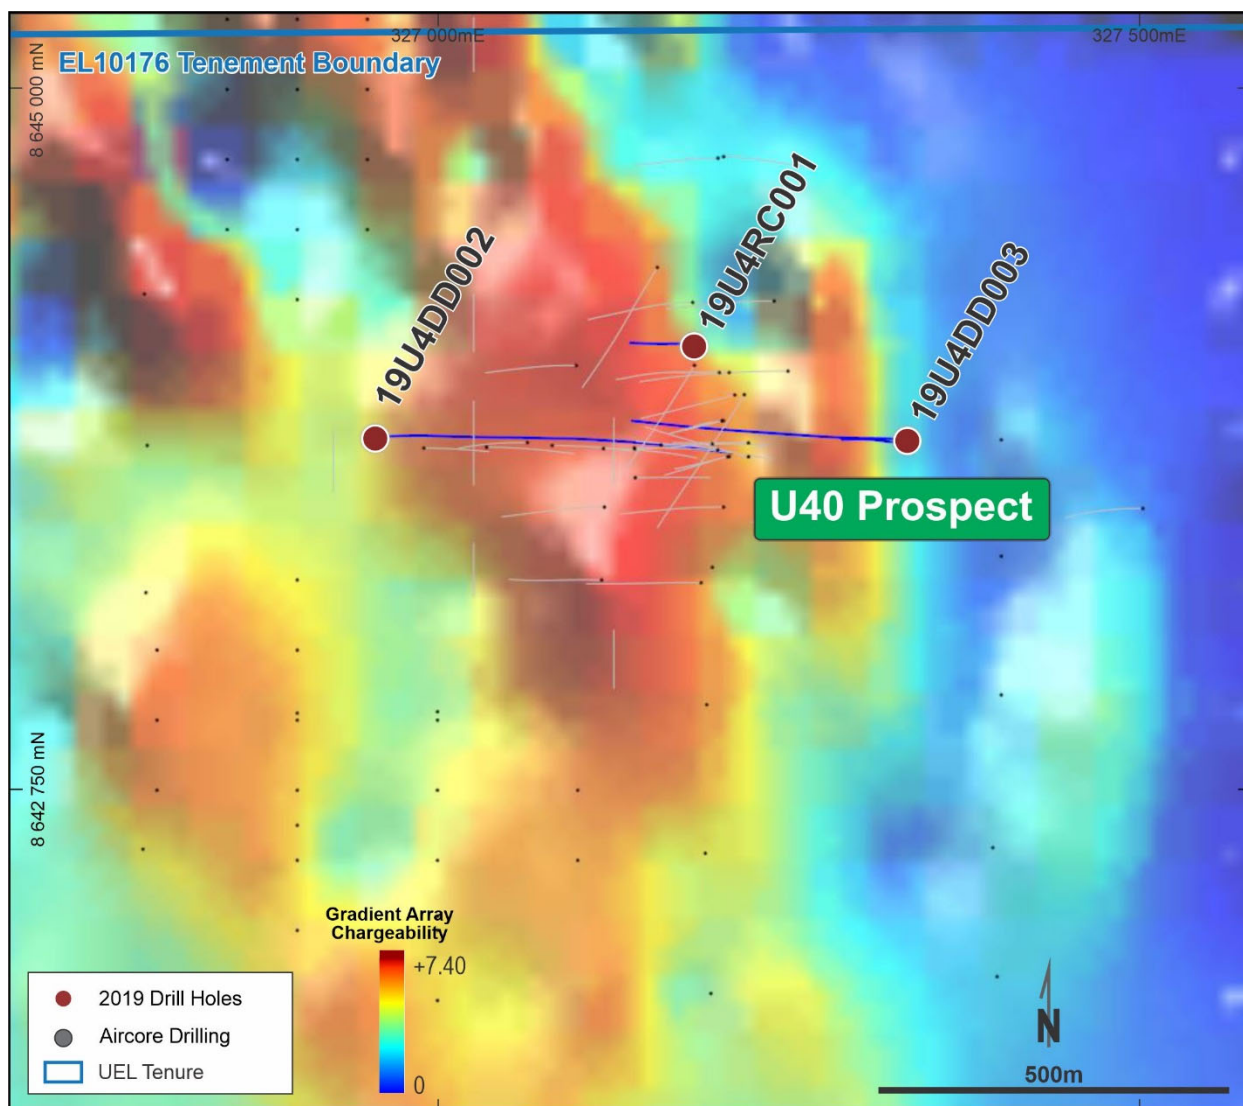 327 000mE
327 500mE
EL10176 Tenement Boundary
8 645 000 mN
19U4DD002
19U4RC001
19U4DD003
U40 Prospect
8 642 750 mN
Gradient Array
Chargeability
+7.40
0
2019 Drill Holes
Aircore Drilling
UEL Tenure
N
500m